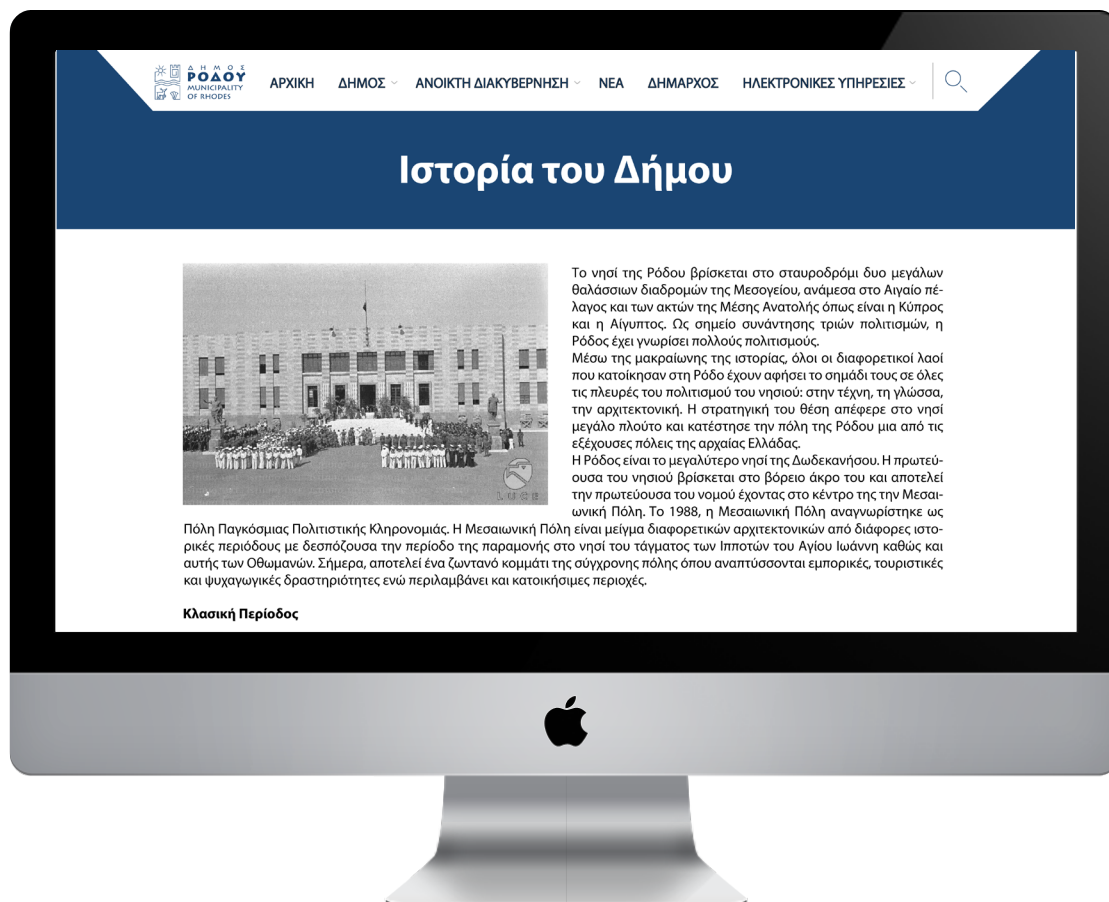 ΔΗΜΟΣ
ΡΟΔΟΥ
MUNICIPALITY
OF RHODES
ΑΡΧΙΚΗ
ΔΗΜΟΣ
ΑΝΟΙΚΤΗ ΔΙΑΚΥΒΕΡΝΗΣΗ
ΝΕΑ
ΔΗΜΑΡΧΟΣ
ΗΛΕΚΤΡΟΝΙΚΕΣ ΥΠΗΡΕΣΙΕΣ
Ιστορία του Δήμου
Το νησί της Ρόδου βρίσκεται στο σταυροδρόμι δυο μεγάλων
θαλάσσιων διαδρομών της Μεσογείου, ανάμεσα στο Αιγαίο πέ-
λαγος και των ακτών της Μέσης Ανατολής όπως είναι η Κύπρος
και η Αίγυπτος. Ως σημείο συνάντησης τριών πολιτισμών, η
Ρόδος έχει γνωρίσει πολλούς πολιτισμούς.
Μέσω της μακραίωνης της ιστορίας, όλοι οι διαφορετικοί λαοί
που κατοίκησαν στη Ρόδο έχουν αφήσει το σημάδι τους σε όλες
τις πλευρές του πολιτισμού του νησιού: στην τέχνη, τη γλώσσα,
την αρχιτεκτονική. Η στρατηγική του θέση απέφερε στο νησί
μεγάλο πλούτο και κατέστησε την πόλη της Ρόδου μια από τις
εξέχουσες πόλεις της αρχαίας Ελλάδας.
Η Ρόδος είναι το μεγαλύτερο νησί της Δωδεκανήσου. Η πρωτεύ-
ουσα του νησιού βρίσκεται στο βόρειο άκρο του και αποτελεί
την πρωτεύουσα του νομού έχοντας στο κέντρο της την Μεσαι-
ωνική Πόλη. Το 1988, η Μεσαιωνική Πόλη αναγνωρίστηκε ως
Πόλη Παγκόσμιας Πολιτιστικής Κληρονομιάς. Η Μεσαιωνική Πόλη είναι μείγμα διαφορετικών αρχιτεκτονικών από διάφορες ιστο-
ρικές περιόδους με δεσπόζουσα την περίοδο της παραμονής στο νησί του τάγματος των Ιπποτών του Αγίου Ιωάννη καθώς και
αυτής των Οθωμανών. Σήμερα, αποτελεί ένα ζωντανό κομμάτι της σύγχρονης πόλης όπου αναπτύσσονται εμπορικές, τουριστικές
και ψυχαγωγικές δραστηριότητες ενώ περιλαμβάνει και κατοικήσιμες περιοχές.
LUCE
Κλασική Περίοδος